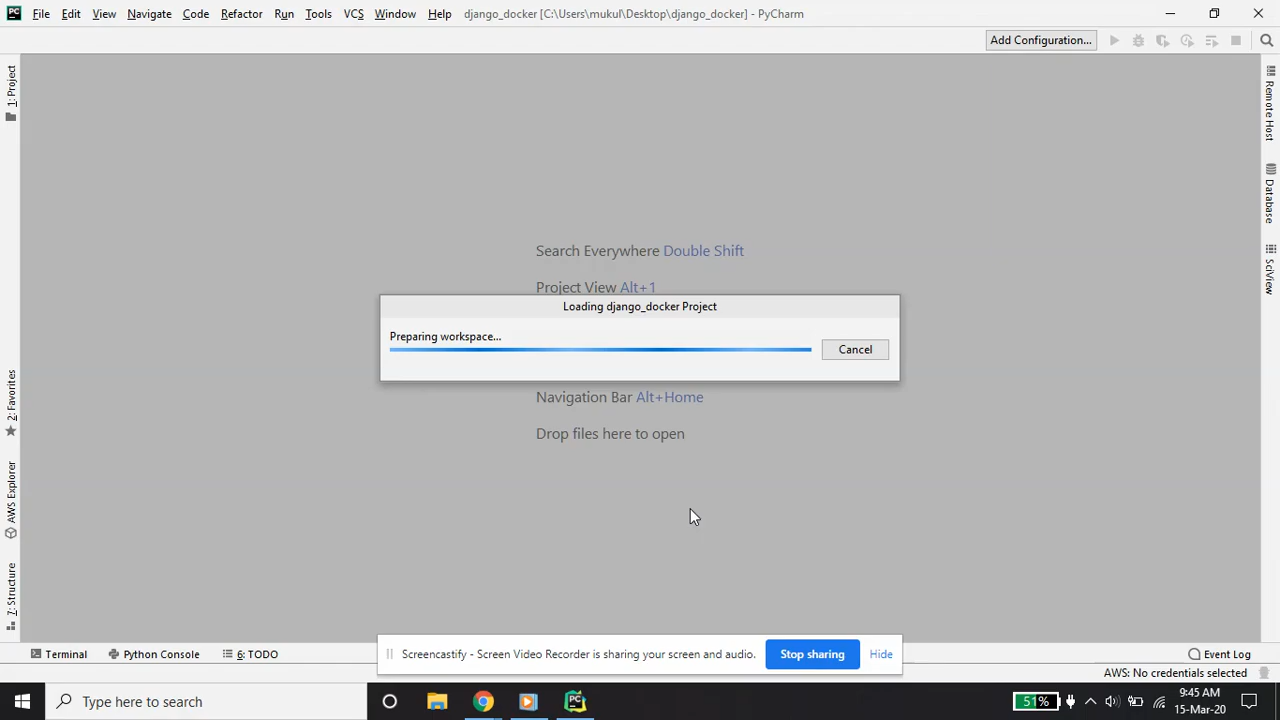 PC File Edit View Navigate Code Refactor Run Tools VCS Window Help django_docker [C:\Users\mukul\Desktop\django_docker] - PyCharm
Add Configuration...
1: Project
Remote Host
Database
SciView
Search Everywhere Double Shift
Project View Alt+1
Loading django_docker Project
Preparing workspace...
Cancel
Navigation Bar Alt+Home
Drop files here to open
2: Favorites
AWS Explorer
7: Structure
Terminal Python Console 6: TODO
Screencastify - Screen Video Recorder is sharing your screen and audio. Stop sharing Hide
Event Log
AWS: No credentials selected
Type here to search
PC
51%
9:45 AM
15-Mar-20